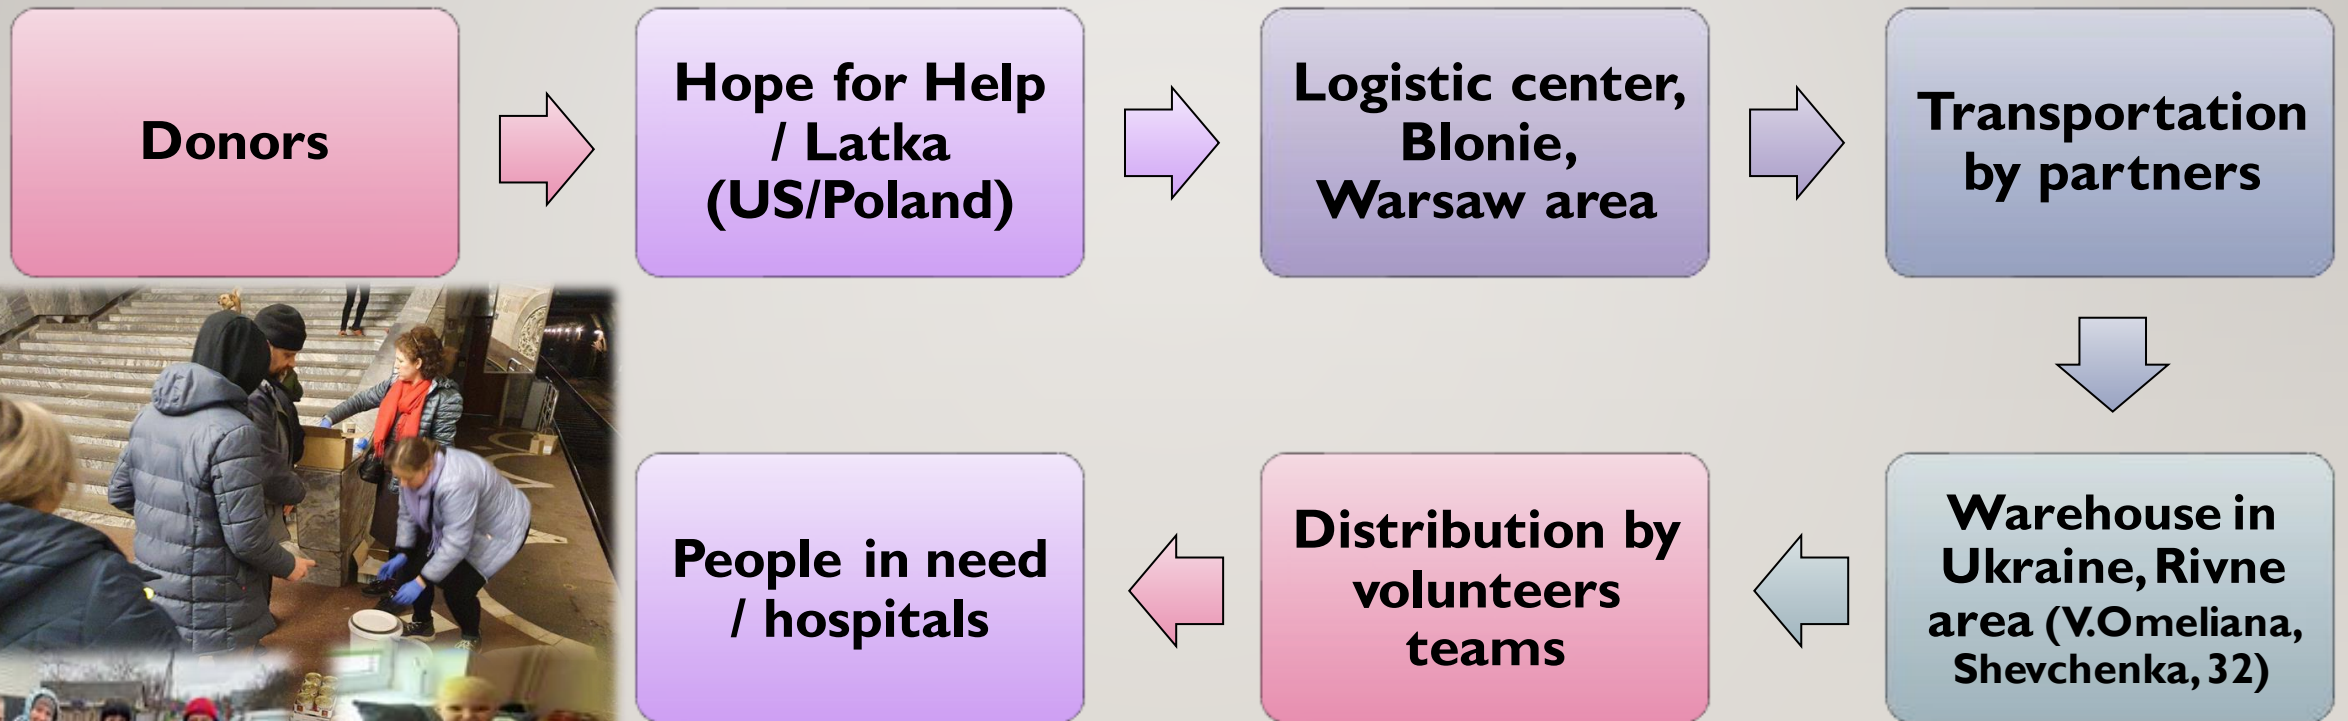 Donors
Hope for Help
/ Latka
(US/Poland)
Logistic center,
Blonie,
Warsaw area
Transportation
by partners
Warehouse in
Ukraine, Rivne
area (V.Omeliana,
Shevchenka, 32)
Distribution by
volunteers
teams
People in need
/ hospitals